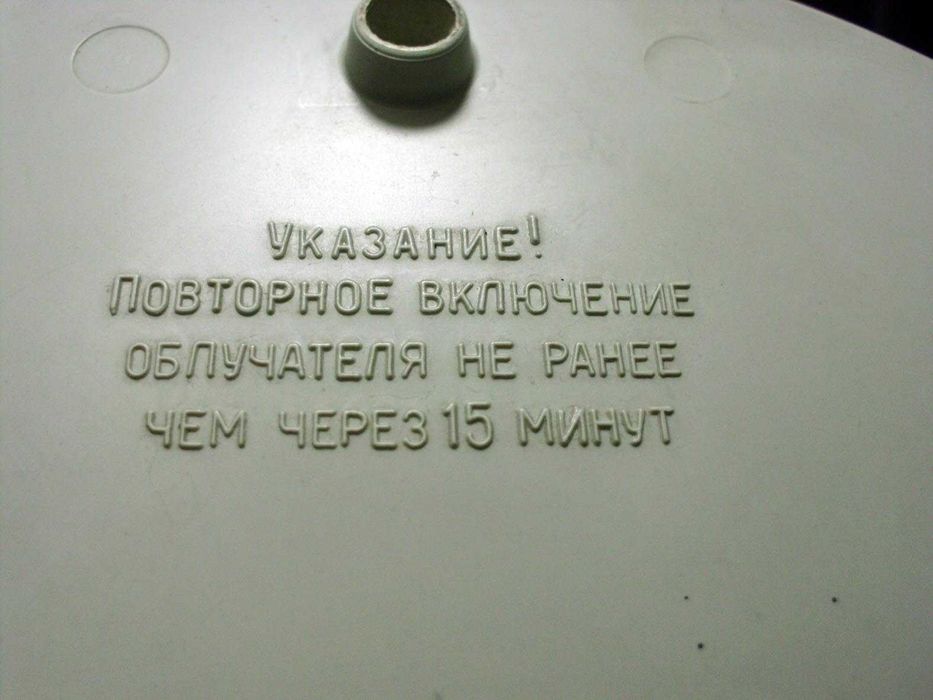 Указание!
Повторное включение
облучателя не ранее
чем через 15 минут